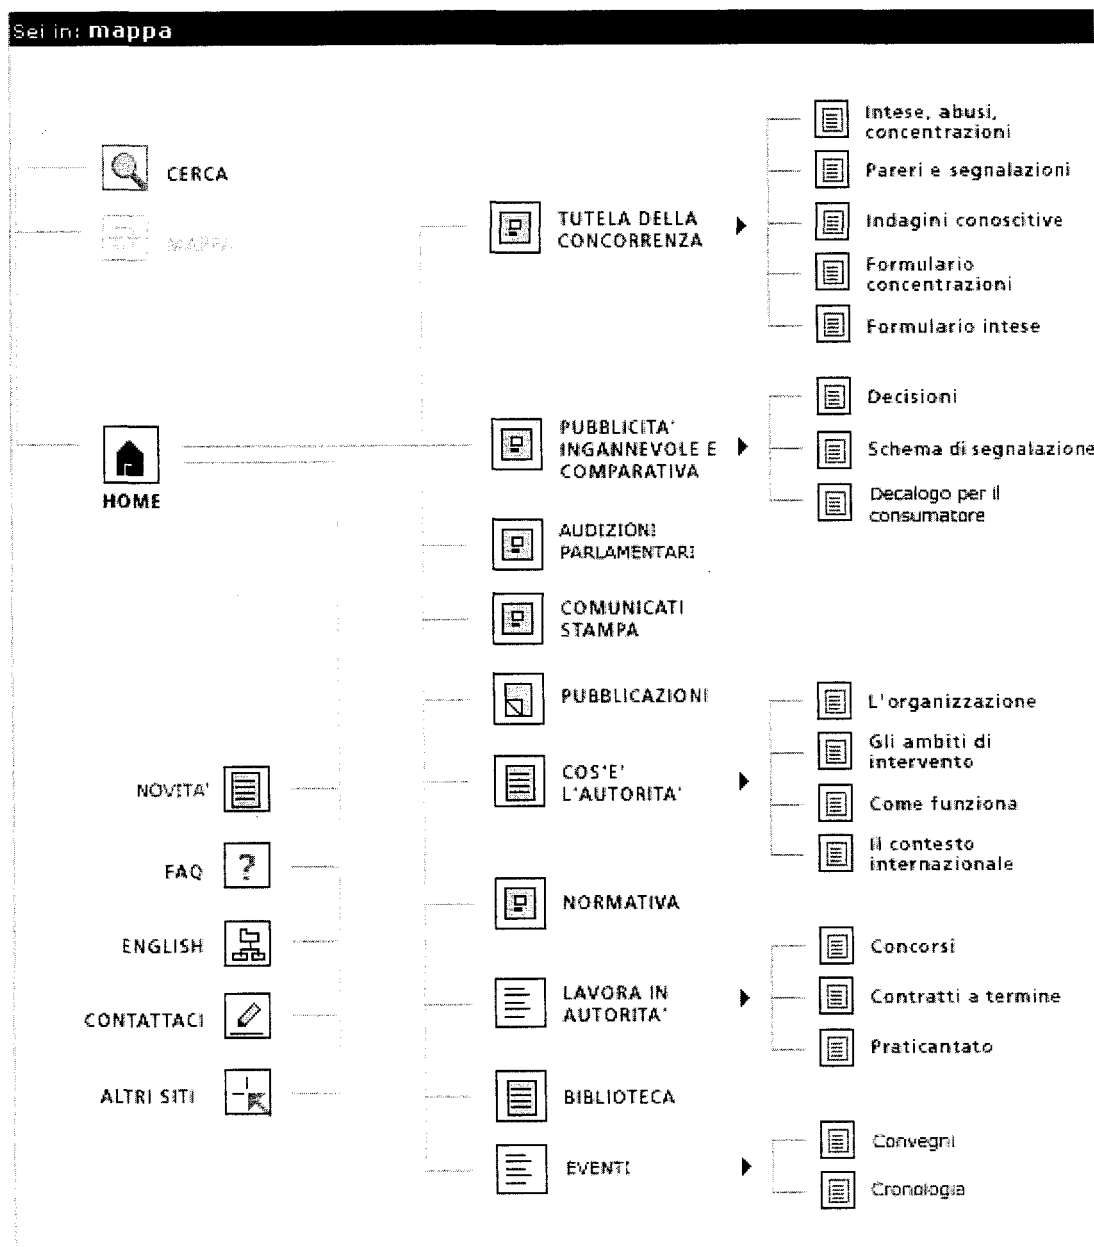 Sei in: mappa
CERCA
MAPPA
HOME
NOVITA'
FAQ
?
ENGLISH
CONTATTACI
ALTRI SITI
TUTELA DELLA
CONCORRENZA
Intese, abusi,
concentrazioni
Pareri e segnalazioni
Indagini conoscitive
Formulario
concentrazioni
Formulario intese
PUBBLICITA'
INGANNEVOLE E
COMPARATIVA
Decisioni
Schema di segnalazione
Decalogo per il
consumatore
AUDIZIONI
PARLAMENTARI
COMUNICATI
STAMPA
PUBBLICAZIONI
COS'E'
L'AUTORITA'
L'organizzazione
Gli ambiti di
intervento
Come funziona
Il contesto
internazionale
NORMATIVA
LAVORA IN
AUTORITA'
Concorsi
Contratti a termine
Praticantato
BIBLIOTECA
EVENTI
Convegni
Cronologia